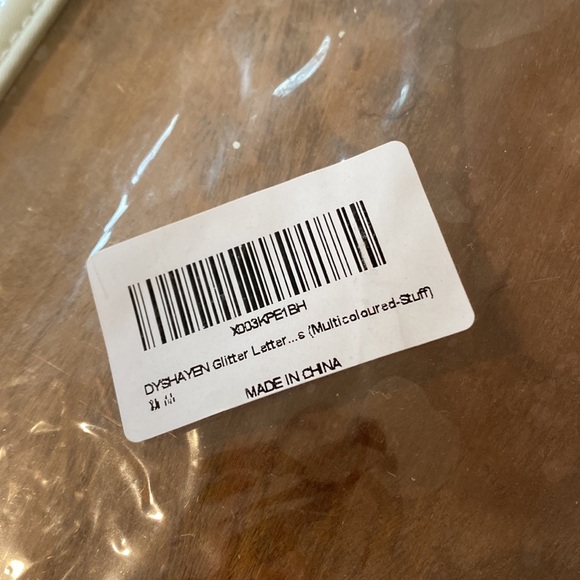 X003KPE1BH
DYSHAYEN Glitter Letter...s (Multicoloured-Stuff)
MADE IN CHINA